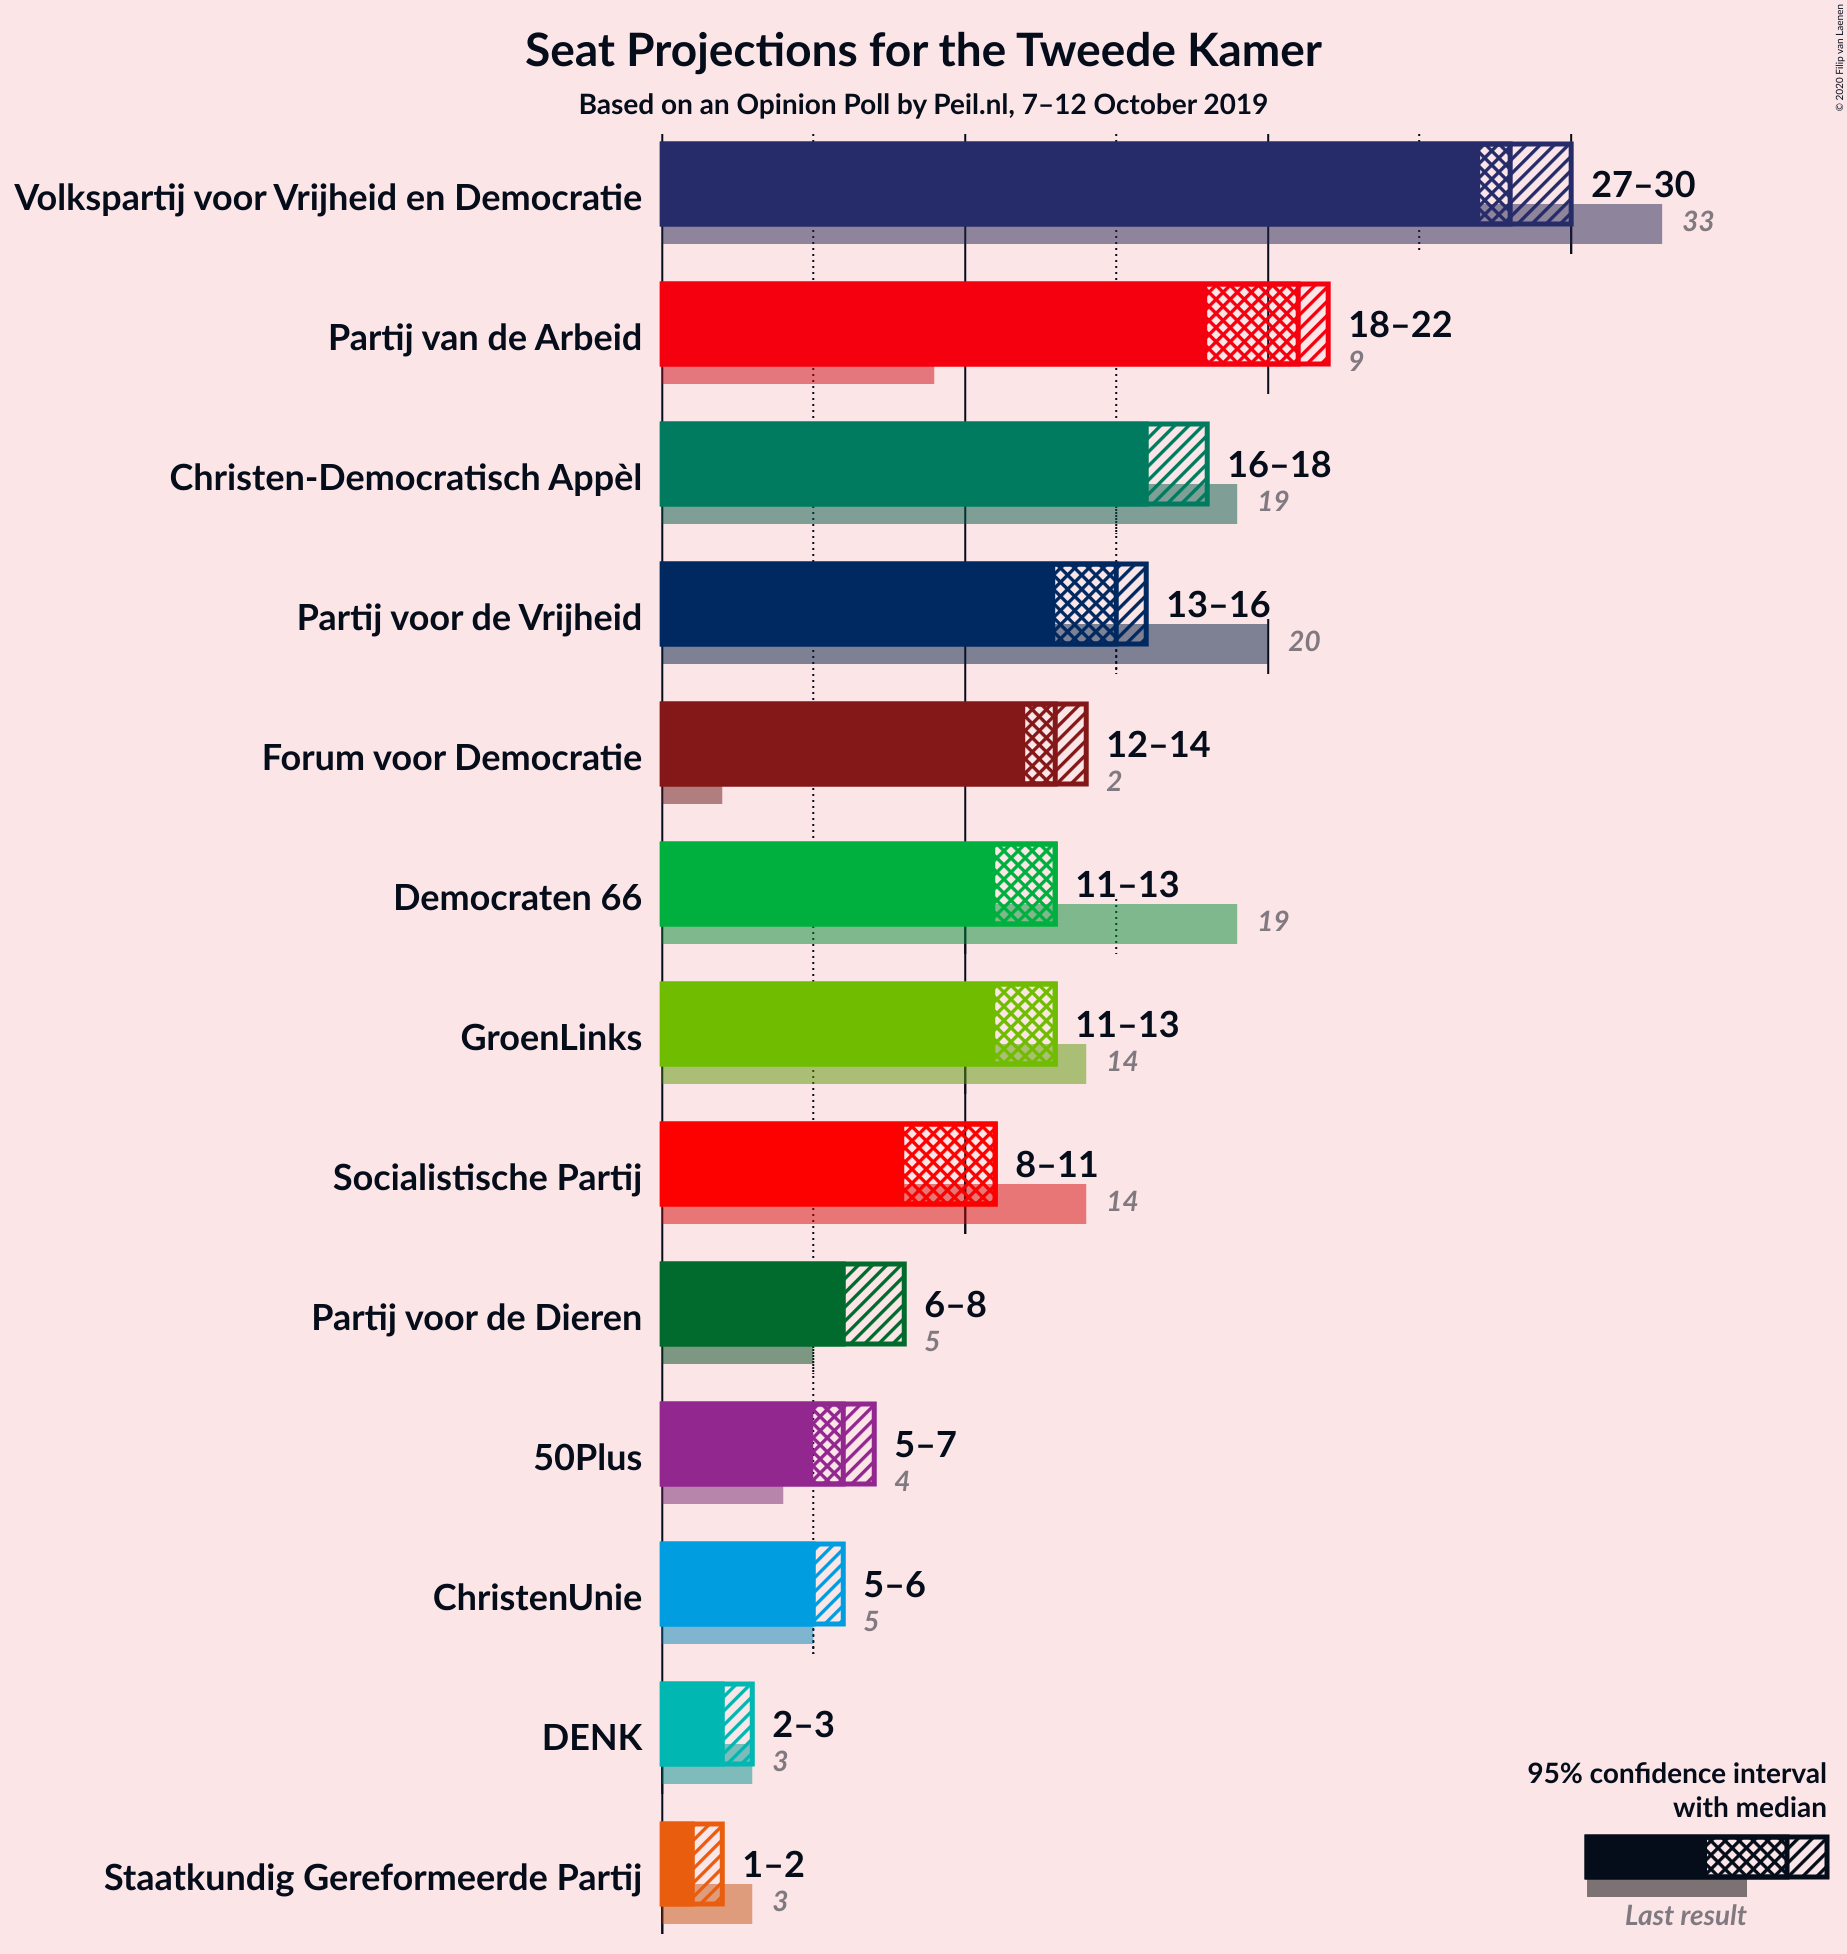 Seat Projections for the Tweede Kamer
Based on an Opinion Poll by Peil.nl, 7–12 October 2019
© 2020 Filip van Laenen
Volkspartij voor Vrijheid en Democratie
27–30
33
Partij van de Arbeid
18–22
9
Christen-Democratisch Appèl
16–18
19
Partij voor de Vrijheid
13–16
20
Forum voor Democratie
12–14
2
Democraten 66
11–13
19
GroenLinks
11–13
14
Socialistische Partij
8–11
14
Partij voor de Dieren
6–8
5
50Plus
5–7
4
ChristenUnie
5–6
5
DENK
2–3
3
Staatkundig Gereformeerde Partij
1–2
3
95% confidence interval
with median
Last result